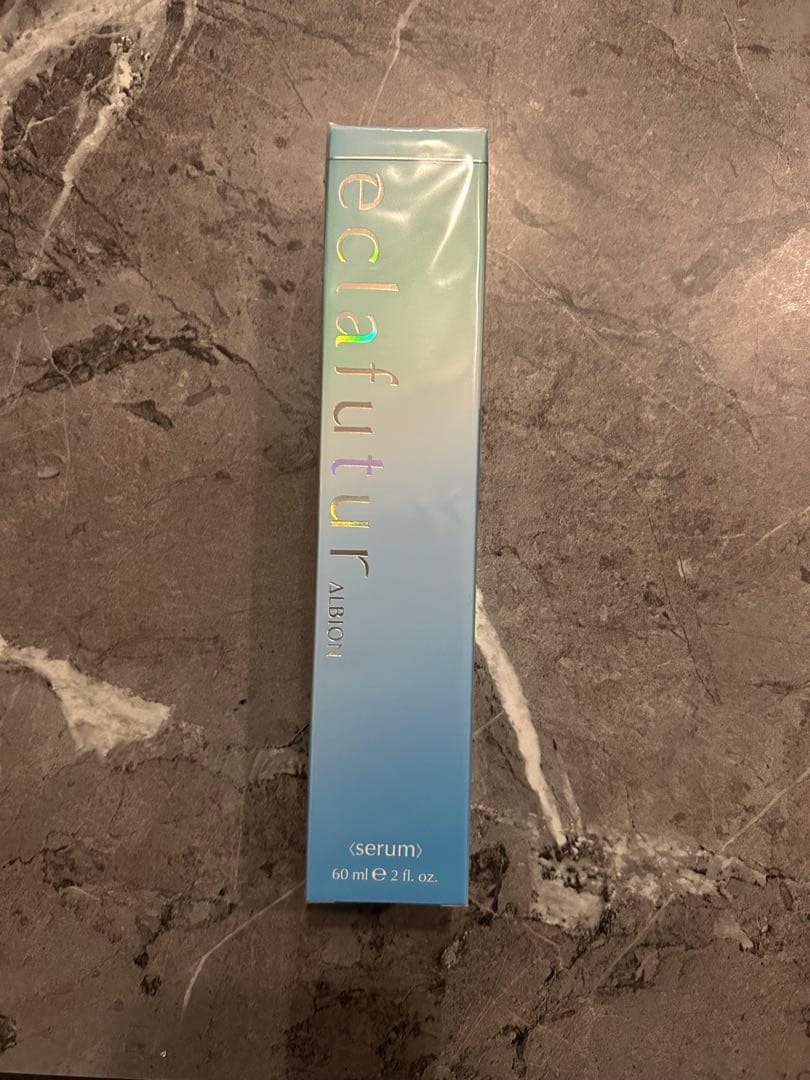 eclafutur
ALBION
〈serum〉
60 ml ℮ 2 fl. oz.